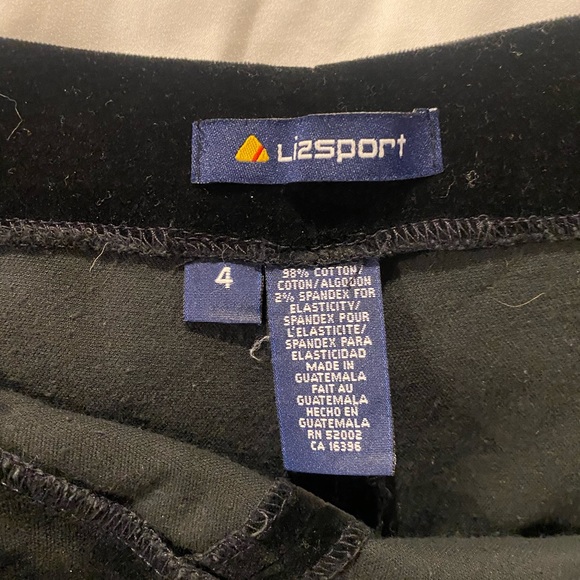 Lizsport
4
98% COTTON/
COTON/ALGODON
2% SPANDEX FOR
ELASTICITY/
SPANDEX POUR
L'ELASTICITE/
SPANDEX PARA
ELASTICIDAD
MADE IN
GUATEMALA
FAIT AU
GUATEMALA
HECHO EN
GUATEMALA
RN 52002
CA 16396